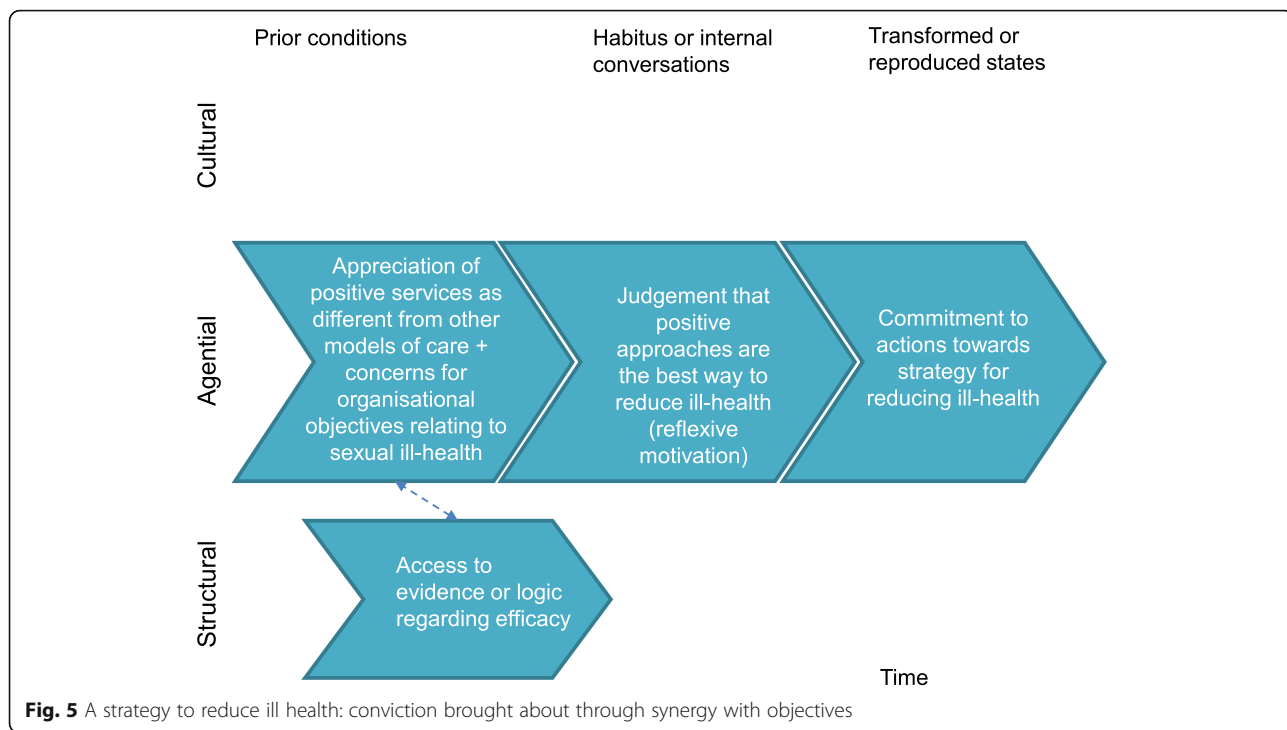 Prior conditions
Habitus or internal
conversations
Transformed or
reproduced states
Cultural
Agential
Appreciation of
positive services as
different from other
models of care +
concerns for
organisational
objectives relating to
sexual ill-health
Judgement that
positive
approaches are
the best way to
reduce ill-health
(reflexive
motivation)
Commitment to
actions towards
strategy for
reducing ill-health
Structural
Access to
evidence or logic
regarding efficacy
Time
Fig. 5 A strategy to reduce ill health: conviction brought about through synergy with objectives